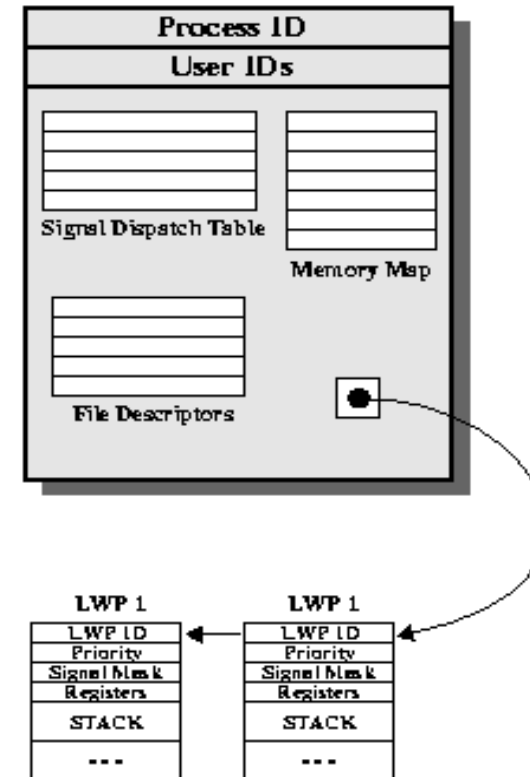 Process ID
User IDs
Signal Dispatch Table
Memory Map
File Descriptors
LWP 1
LWP ID
Priority
Signal Mask
Registers
STACK
...
LWP 1
LWP ID
Priority
Signal Mask
Registers
STACK
...